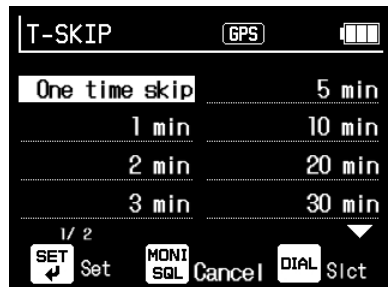 T-SKIP GPS
One time skip 5 min
1 min 10 min
2 min 20 min
3 min 30 min
1/ 2
SET Set MONI SQL Cancel DIAL Slct